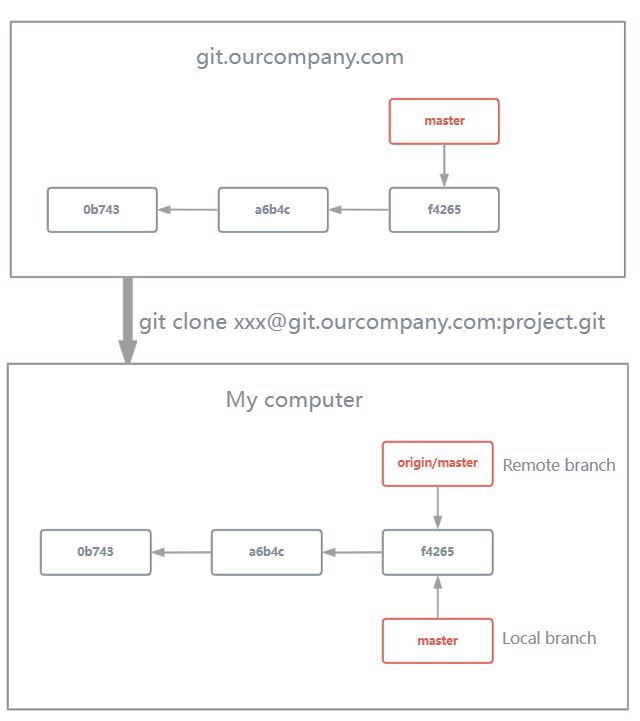 git.ourcompany.com
master
0b743
a6b4c
f4265
git clone xxx@git.ourcompany.com:project.git
My computer
origin/master
Remote branch
0b743
a6b4c
f4265
master
Local branch